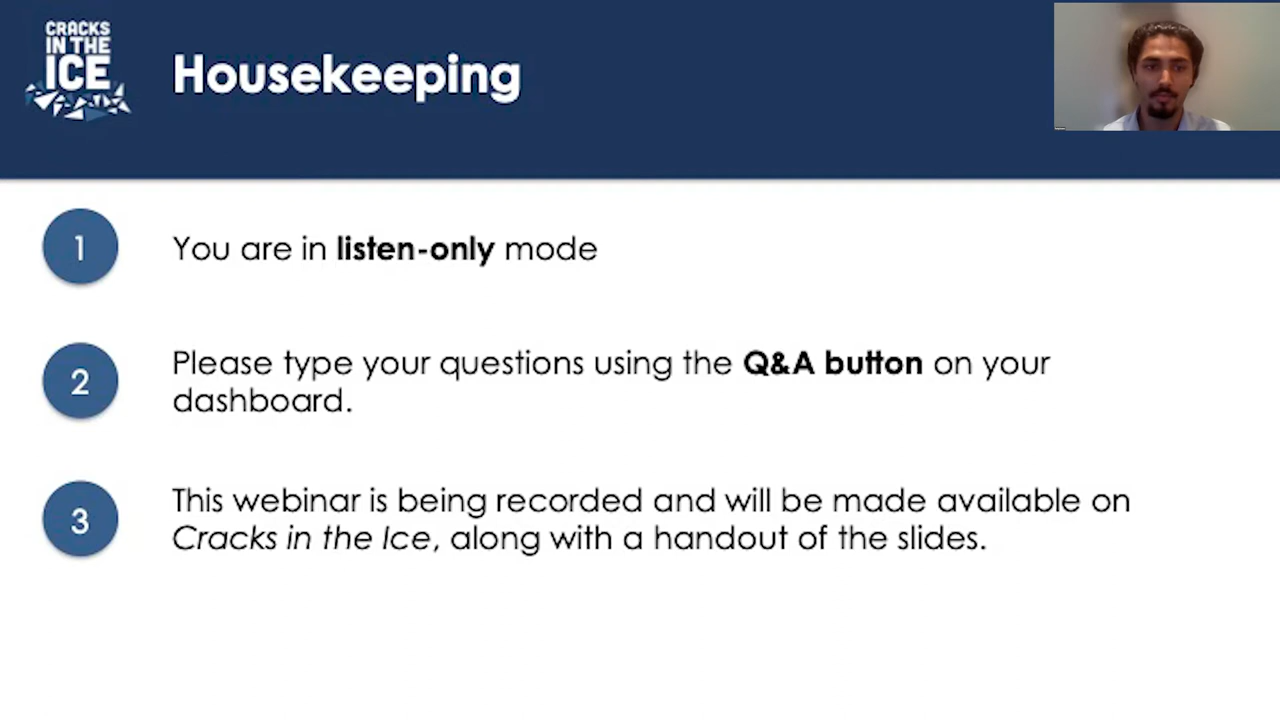 CRACKS
IN THE
ICE
Housekeeping
1
You are in listen-only mode
2
Please type your questions using the Q&A button on your
dashboard.
3
This webinar is being recorded and will be made available on
Cracks in the Ice, along with a handout of the slides.